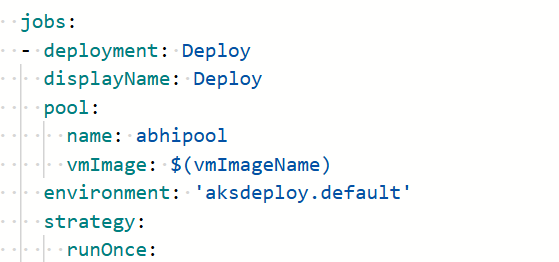 jobs:
- deployment: Deploy
displayName: Deploy
pool:
name: abhipool
vmImage: $(vmImageName)
environment: 'aksdeploy.default'
strategy:
runOnce: